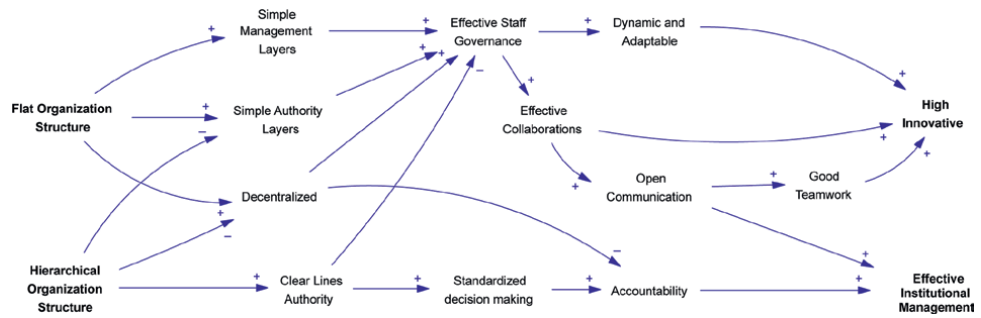 Simple
Management
Layers
Effective Staff
Governance
Dynamic and
Adaptable
Flat Organization
Structure
Simple Authority
Layers
Effective
Collaborations
High
Innovative
Decentralized
Open
Communication
Good
Teamwork
Hierarchical
Organization
Structure
Clear Lines
Authority
Standardized
decision making
Accountability
Effective
Institutional
Management
+
+
+
+
+
+
+
+
−
−
+
+
+
+
+
+
+
−
−
+
+
+
+
+